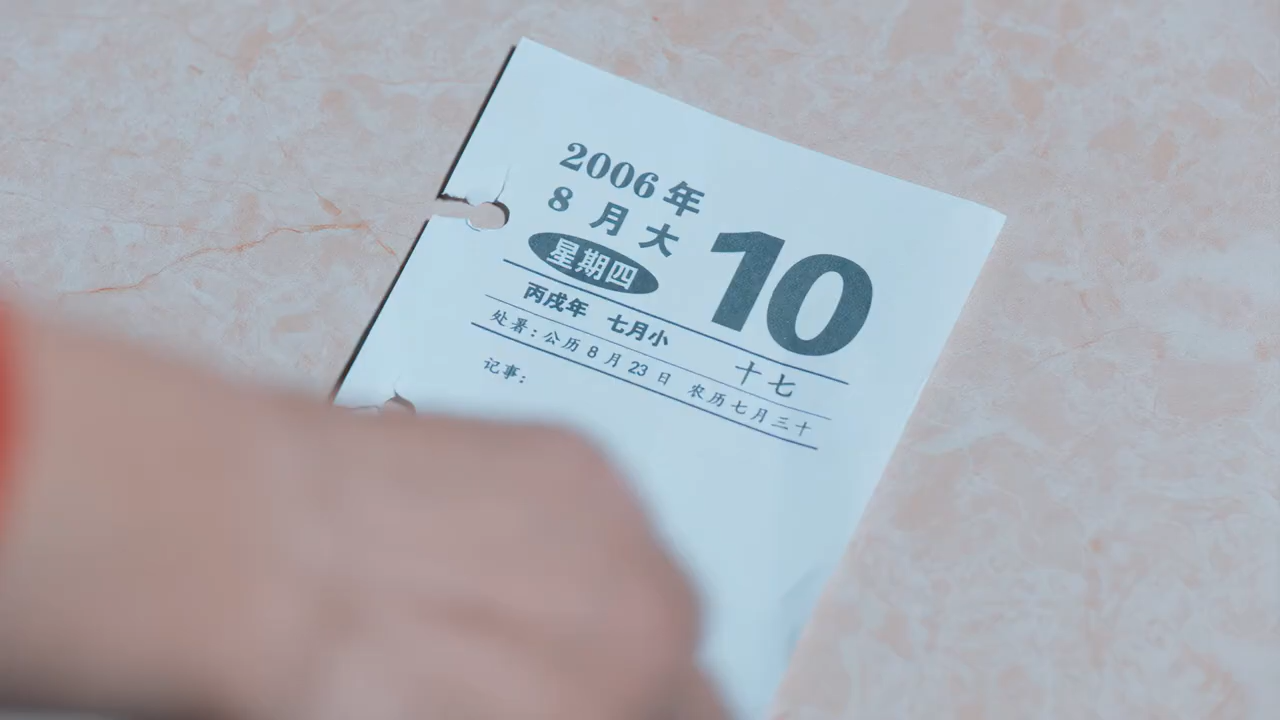 2006年
8月大
10
星期四
丙戌年 七月小 十七
处暑:公历8月23日 农历七月三十
记事: